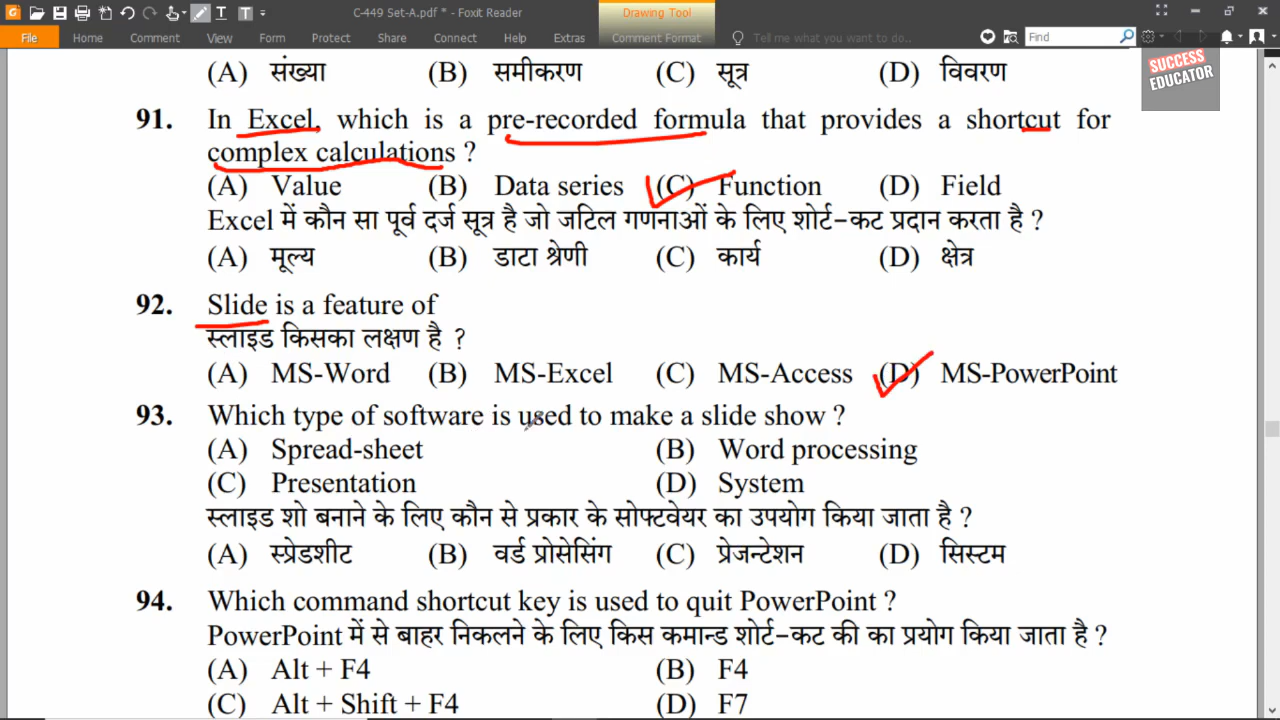 C-449 Set-A.pdf * - Foxit Reader
Drawing Tool
File Home Comment View Form Protect Share Connect Help Extras Comment Format Tell me what you want to do.. Find
SUCCESS
EDUCATOR
(A) संख्या (B) समीकरण (C) सूत्र (D) विवरण
91. In Excel, which is a pre-recorded formula that provides a shortcut for
complex calculations ?
(A) Value (B) Data series (C) Function (D) Field
Excel में कौन सा पूर्व दर्ज सूत्र है जो जटिल गणनाओं के लिए शोर्ट-कट प्रदान करता है ?
(A) मूल्य (B) डाटा श्रेणी (C) कार्य (D) क्षेत्र
92. Slide is a feature of
स्लाइड किसका लक्षण है ?
(A) MS-Word (B) MS-Excel (C) MS-Access (D) MS-PowerPoint
93. Which type of software is used to make a slide show ?
(A) Spread-sheet (B) Word processing
(C) Presentation (D) System
स्लाइड शो बनाने के लिए कौन से प्रकार के सोफ्टवेयर का उपयोग किया जाता है ?
(A) स्प्रेडशीट (B) वर्ड प्रोसेसिंग (C) प्रेजन्टेशन (D) सिस्टम
94. Which command shortcut key is used to quit PowerPoint ?
PowerPoint में से बाहर निकलने के लिए किस कमान्ड शोर्ट-कट की का प्रयोग किया जाता है ?
(A) Alt + F4 (B) F4
(C) Alt + Shift + F4 (D) F7